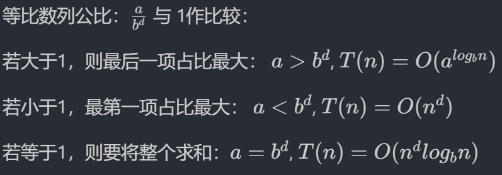 等比数列公比：$\frac{a}{b^d}$ 与 1作比较：
若大于1，则最后一项占比最大： $a > b^d, T(n) = O(a^{log_b n})$
若小于1，最第一项占比最大： $a < b^d, T(n) = O(n^d)$
若等于1，则要将整个求和：$a = b^d, T(n) = O(n^d log_b n)$